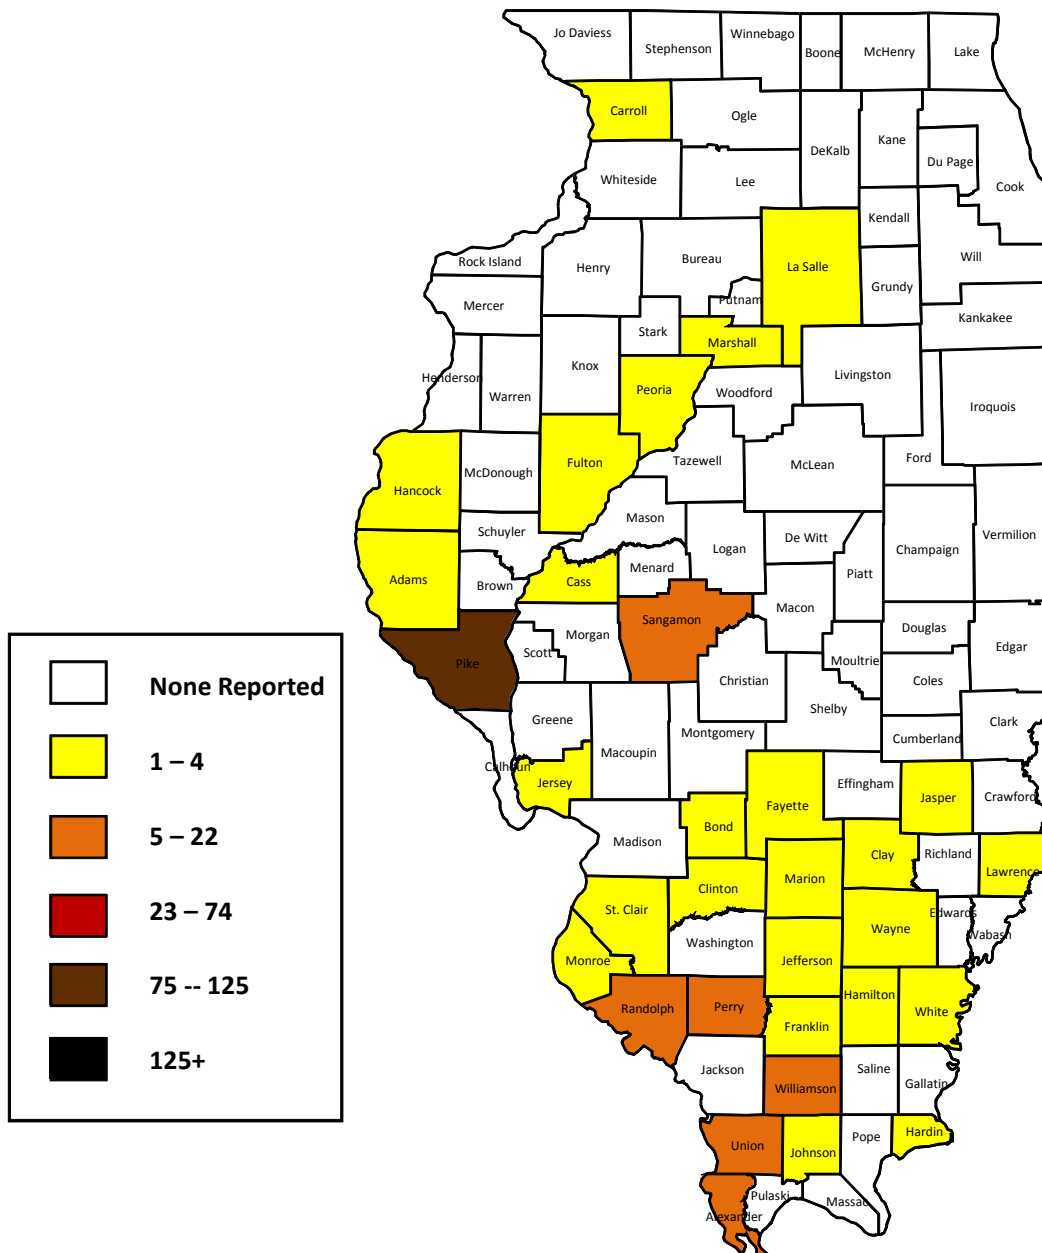 Jo Daviess
Stephenson
Winnebago
Boone
McHenry
Lake
Carroll
Ogle
DeKalb
Kane
Du Page
Cook
Whiteside
Lee
Kendall
Will
Rock Island
Henry
Bureau
La Salle
Grundy
Mercer
Putnam
Kankakee
Stark
Marshall
Knox
Henderson
Warren
Peoria
Woodford
Livingston
Iroquois
Hancock
McDonough
Fulton
Tazewell
McLean
Ford
Schuyler
Mason
Logan
De Witt
Champaign
Vermilion
Adams
Brown
Cass
Menard
Piatt
Macon
Pike
Scott
Morgan
Sangamon
Christian
Moultrie
Douglas
Edgar
Coles
Shelby
Greene
Macoupin
Montgomery
Cumberland
Clark
Calhoun
Jersey
Fayette
Effingham
Jasper
Crawford
Madison
Bond
Clay
Richland
Lawrence
St. Clair
Clinton
Marion
Wayne
Edwards
Wabash
Washington
Monroe
Jefferson
Randolph
Perry
Hamilton
White
Franklin
Jackson
Williamson
Saline
Gallatin
Union
Johnson
Pope
Hardin
Alexander
Pulaski
Massac
None Reported
1 – 4
5 – 22
23 – 74
75 -- 125
125+